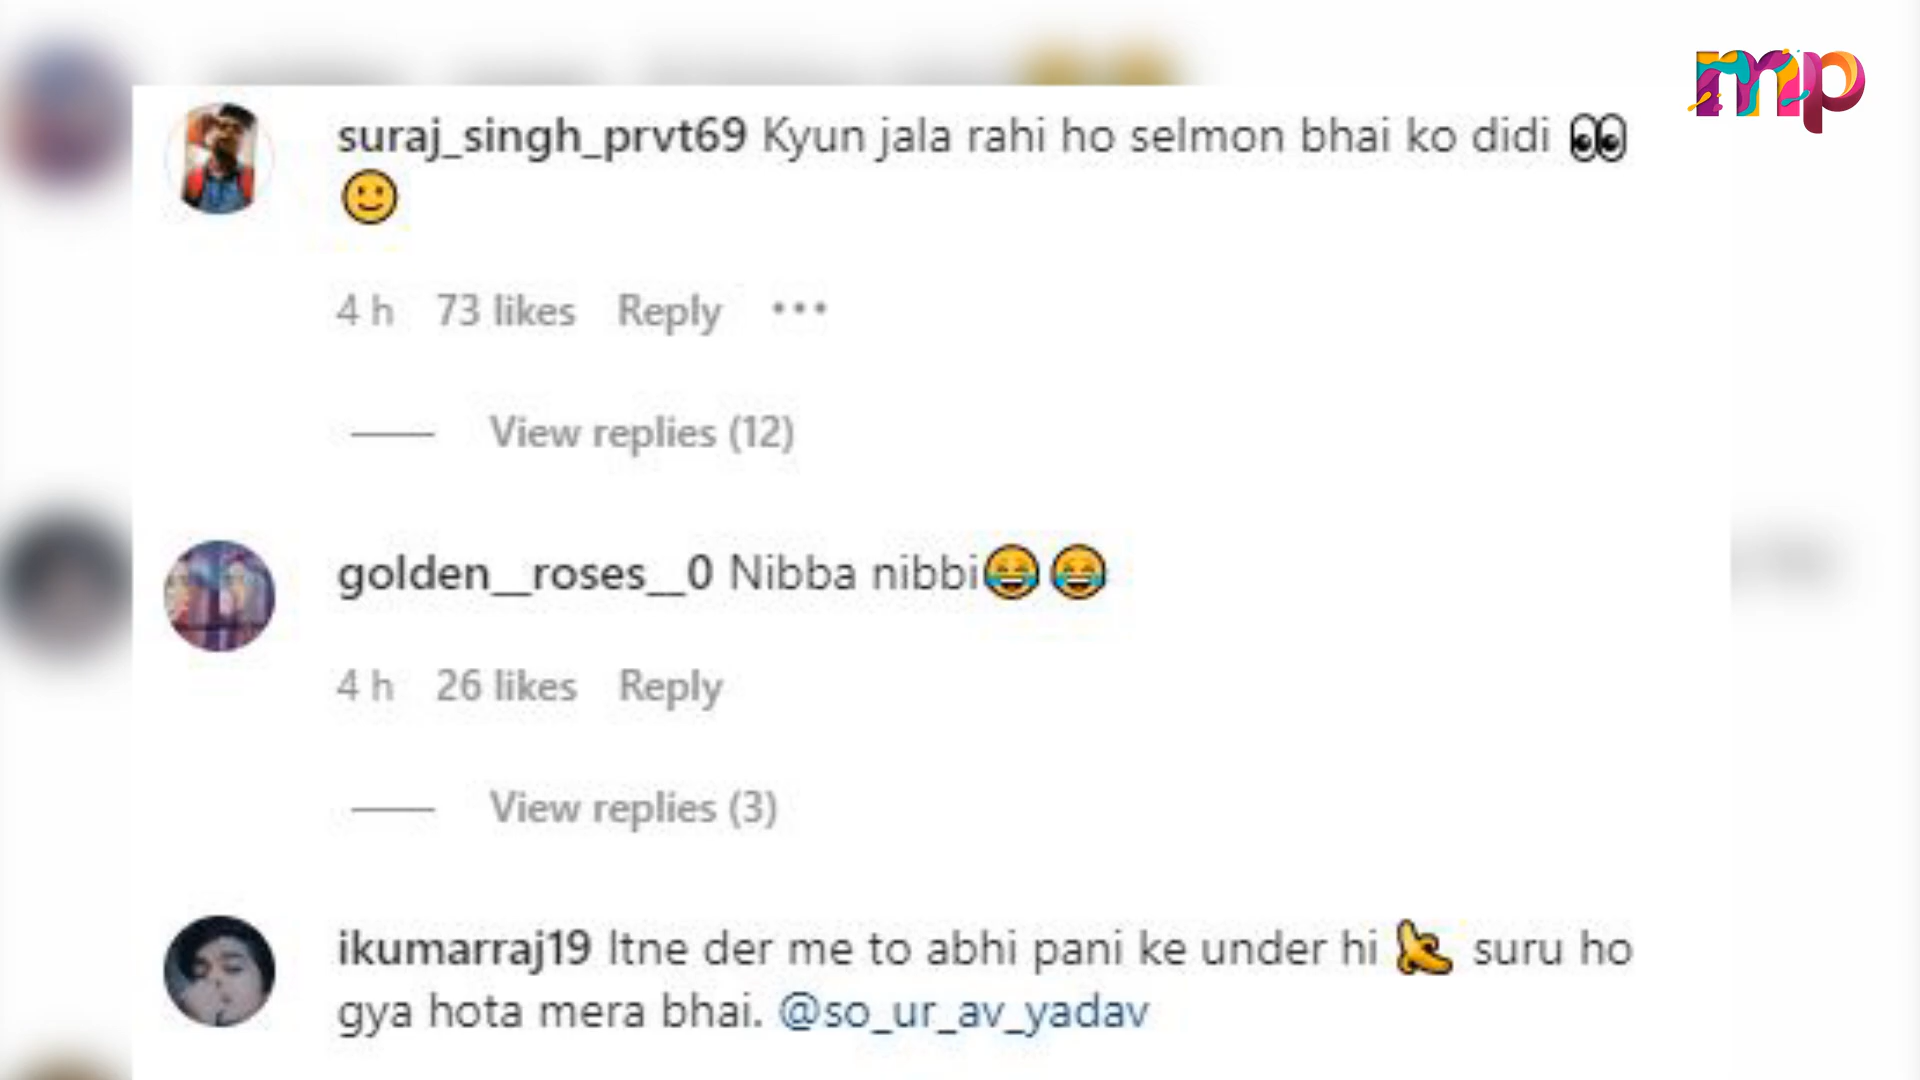 mp
suraj_singh_prvt69 Kyun jala rahi ho selmon bhai ko didi 👀
🙂
4 h 73 likes Reply •••
View replies (12)
golden__roses__0 Nibba nibbi😂😂
4 h 26 likes Reply
View replies (3)
ikumarraj19 Itne der me to abhi pani ke under hi 🤙 suru ho
gya hota mera bhai. @so_ur_av_yadav